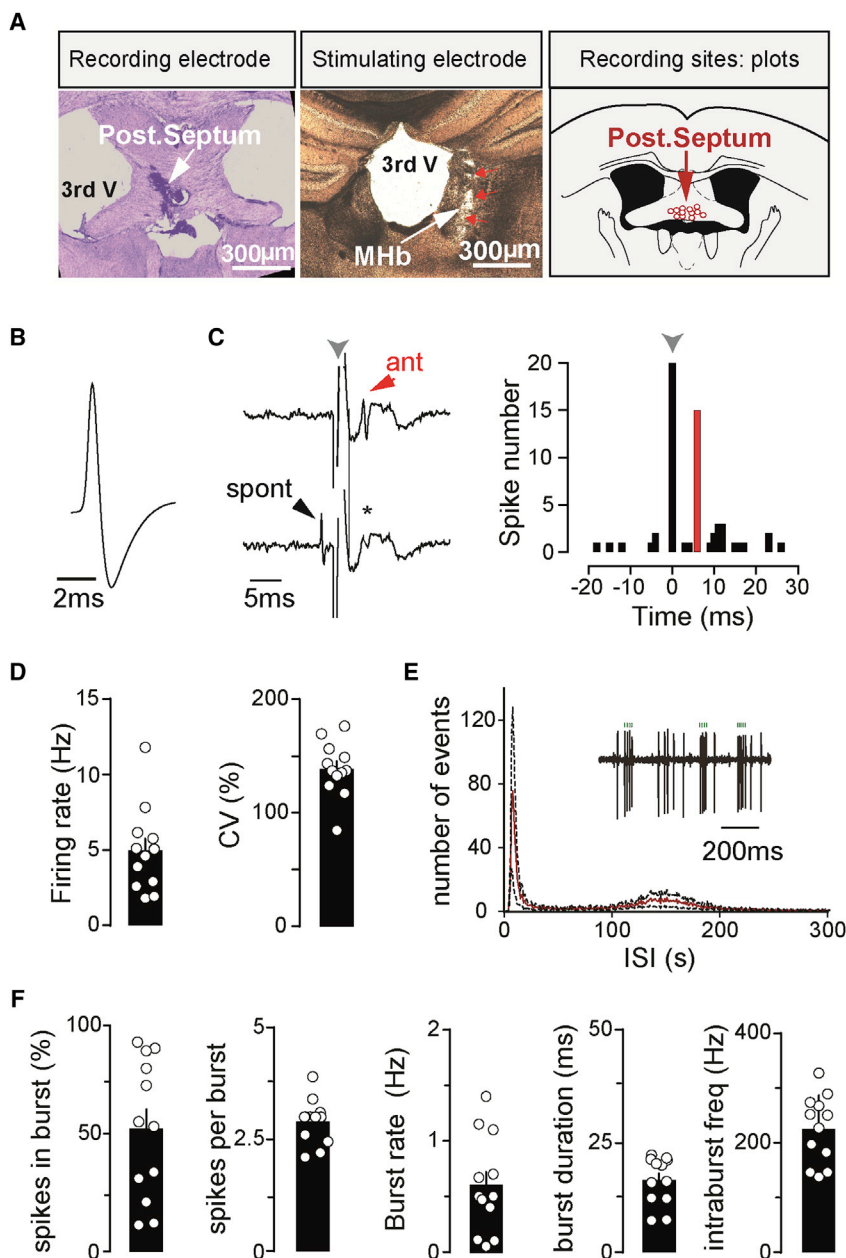 A
Recording electrode
Stimulating electrode
Recording sites: plots
Post.Septum
3rd V
300µm
3rd V
MHb
300µm
Post.Septum
B
2ms
C
ant
spont
*
5ms
Spike number
20
15
10
5
0
-20 -10 0 10 20 30
Time (ms)
D
Firing rate (Hz)
15
10
5
0
CV (%)
200
100
0
E
number of events
120
80
40
0
0 100 200 300
ISI (s)
200ms
F
spikes in burst (%)
100
50
0
spikes per burst
5
2.5
0
Burst rate (Hz)
2
1
0
burst duration (ms)
50
25
0
intraburst freq (Hz)
400
200
0